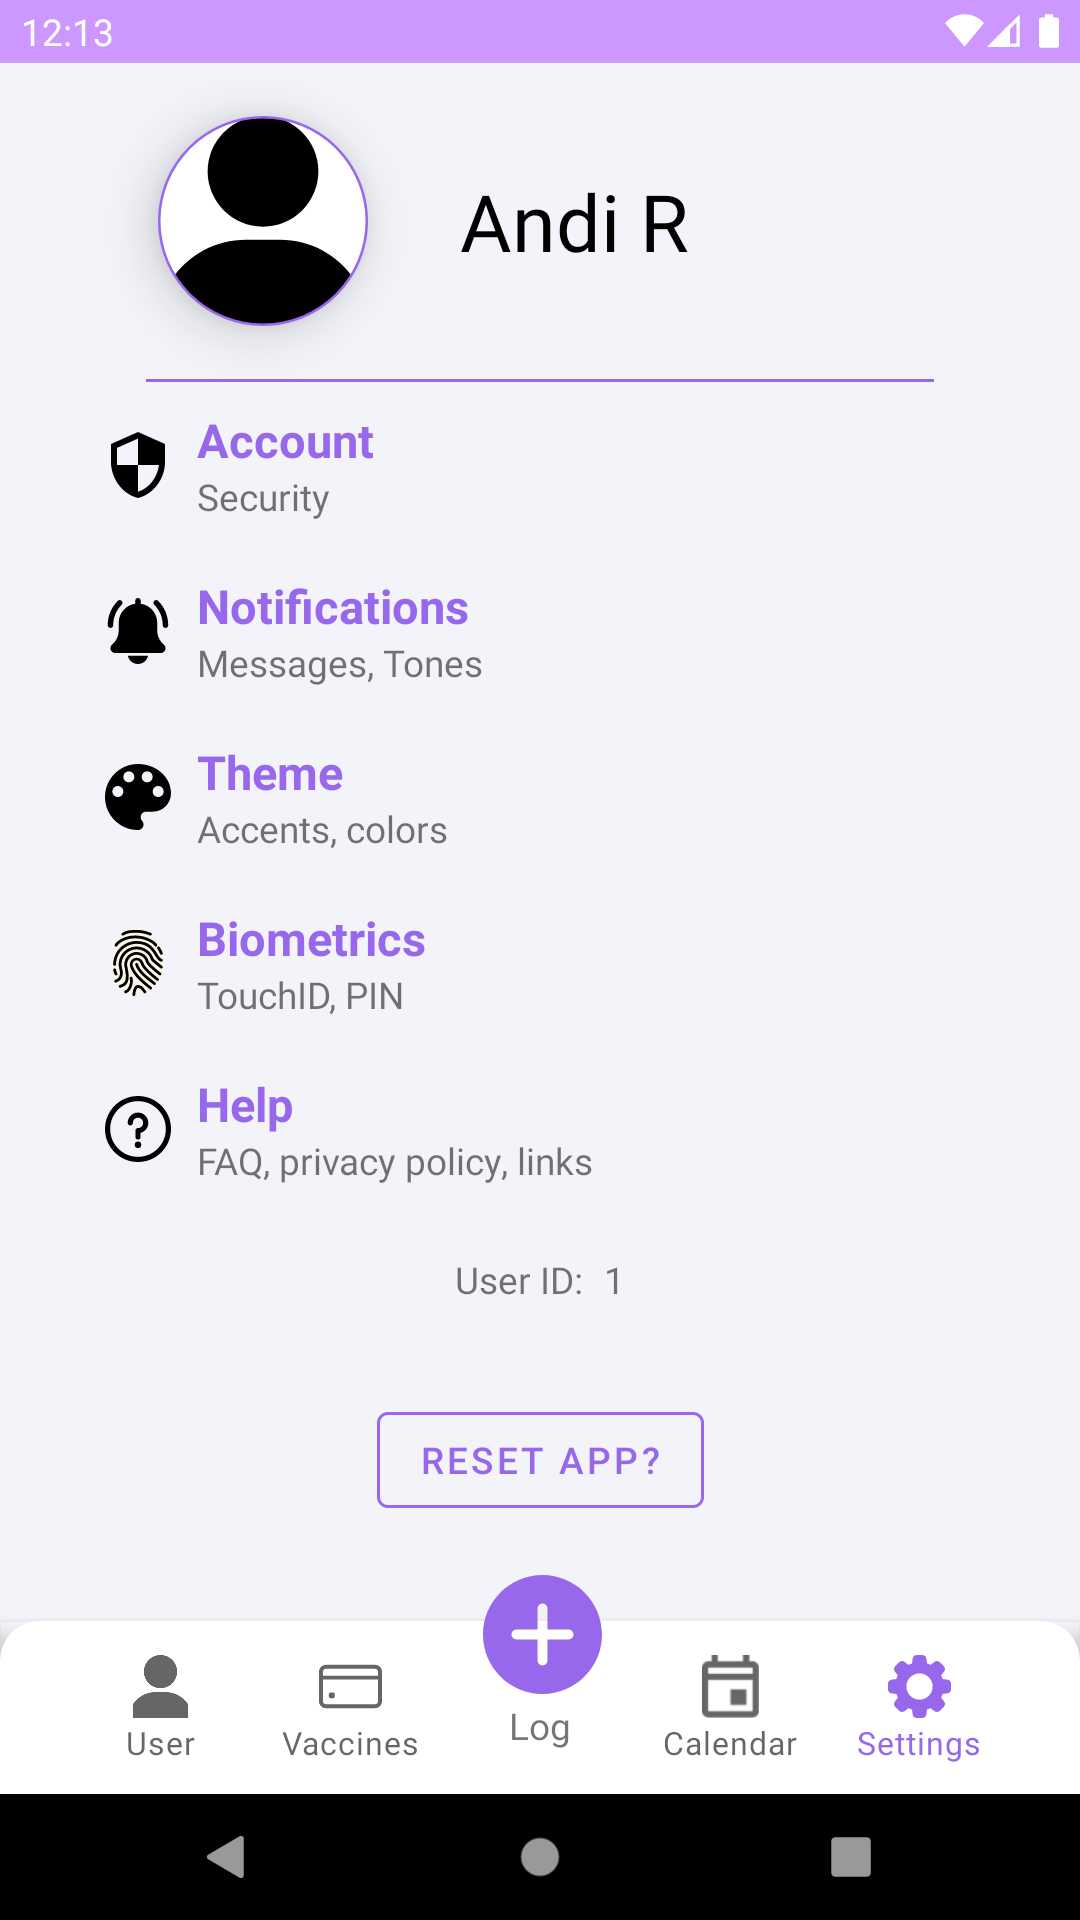 12:13
Andi R
Account
Security
Notifications
Messages, Tones
Theme
Accents, colors
Biometrics
TouchID, PIN
Help
FAQ, privacy policy, links
User ID: 1
RESET APP?
User
Vaccines
Log
Calendar
Settings